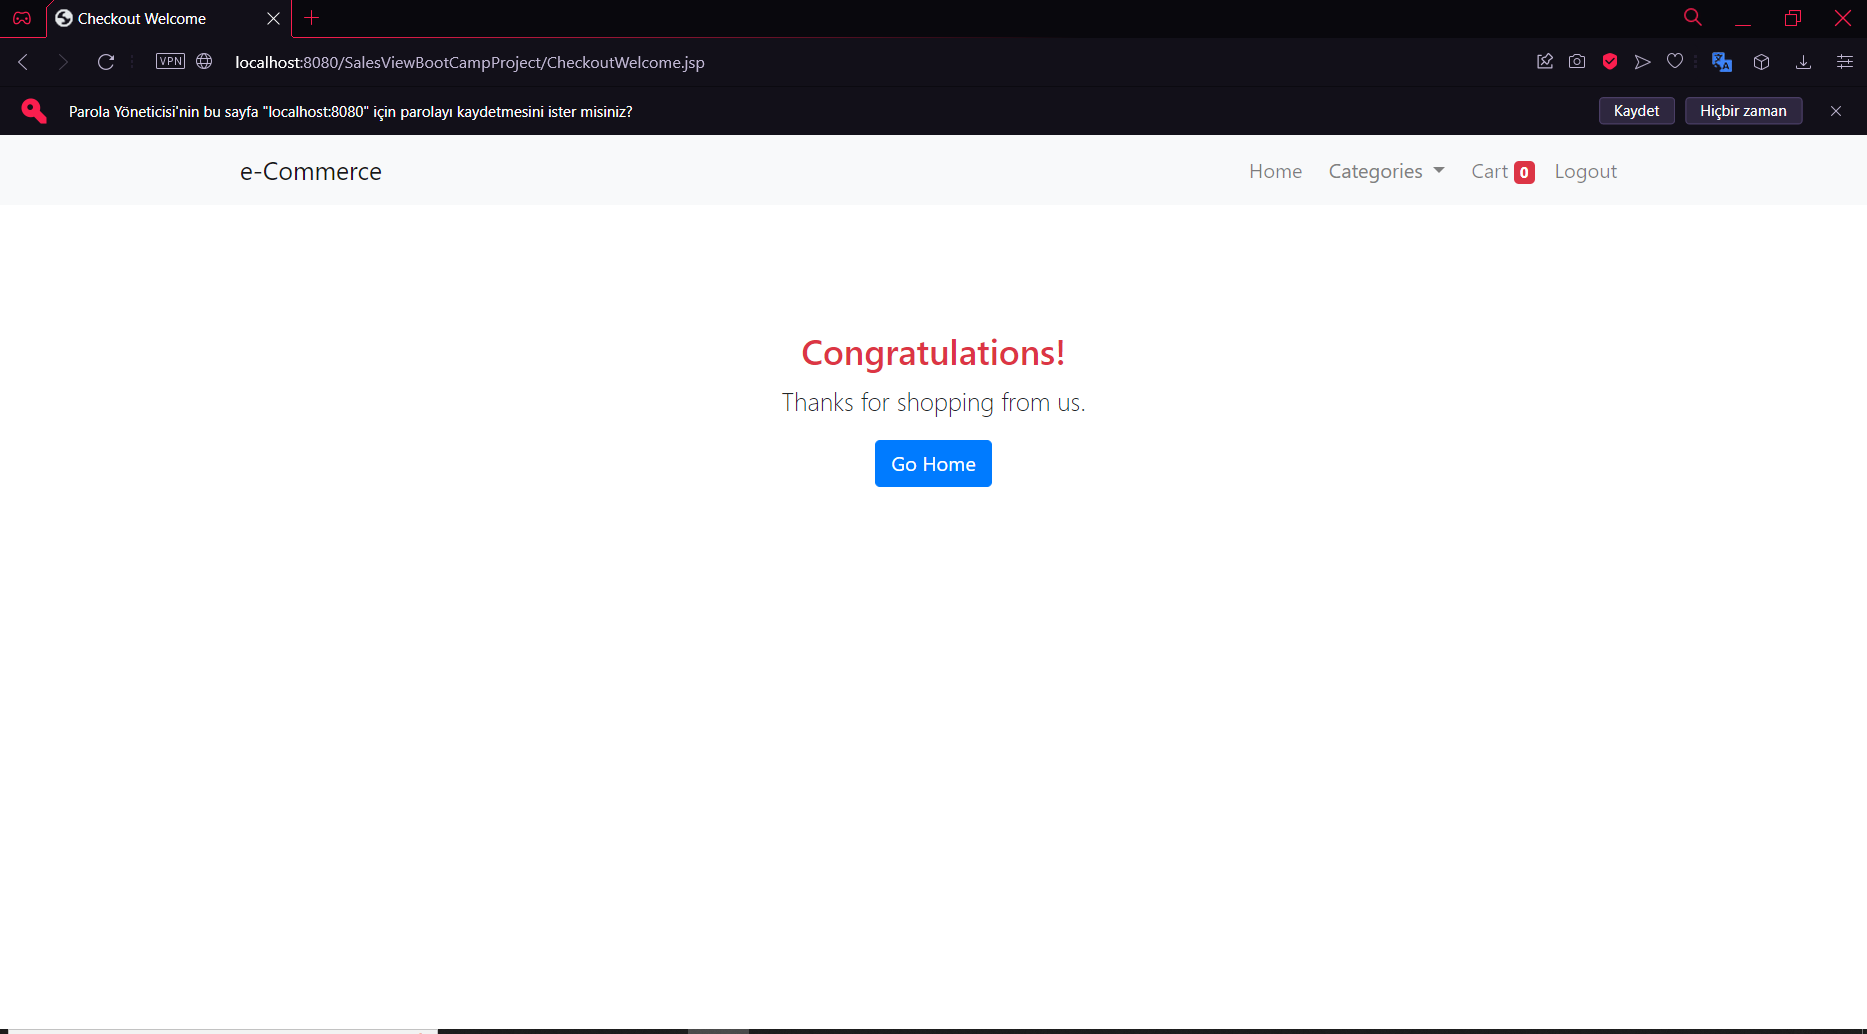 Checkout Welcome
VPN
localhost:8080/SalesViewBootCampProject/CheckoutWelcome.jsp
Parola Yöneticisi'nin bu sayfa "localhost:8080" için parolayı kaydetmesini ister misiniz?
Kaydet
Hiçbir zaman
e-Commerce
Home
Categories
Cart 0
Logout
Congratulations!
Thanks for shopping from us.
Go Home